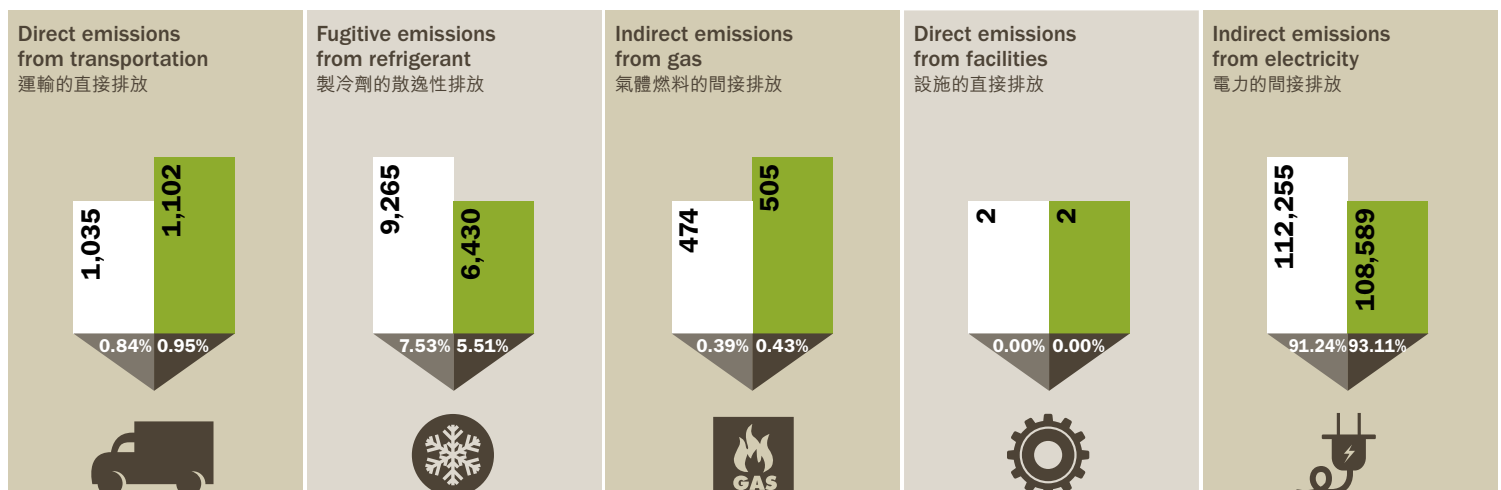 Direct emissions
from transportation
運輸的直接排放
1,035
1,102
0.84% 0.95%
Fugitive emissions
from refrigerant
製冷劑的散逸性排放
9,265
6,430
7.53% 5.51%
Indirect emissions
from gas
氣體燃料的間接排放
474
505
0.39% 0.43%
GAS
Direct emissions
from facilities
設施的直接排放
2
2
0.00% 0.00%
Indirect emissions
from electricity
電力的間接排放
112,255
108,589
91.24% 93.11%